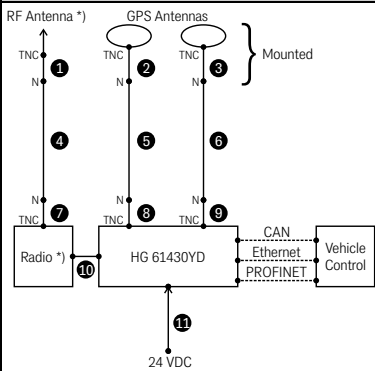 RF Antenna *) GPS Antennas
TNC TNC TNC
1 2 3 Mounted
N N N
4 5 6
N N N
7 8 9
TNC TNC TNC
CAN
Radio *) HG 61430YD Ethernet Vehicle
Control
10 PROFINET
11
24 VDC